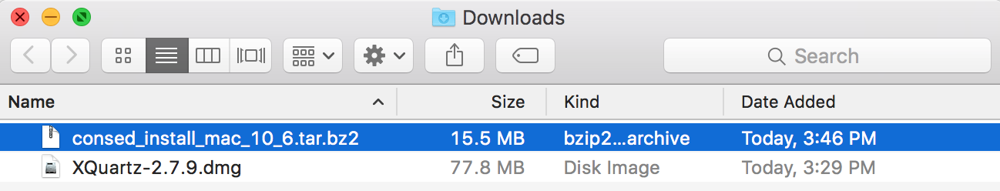 Downloads
Search
Name Size Kind Date Added
consed_install_mac_10_6.tar.bz2 15.5 MB bzip2...archive Today, 3:46 PM
XQuartz-2.7.9.dmg 77.8 MB Disk Image Today, 3:29 PM